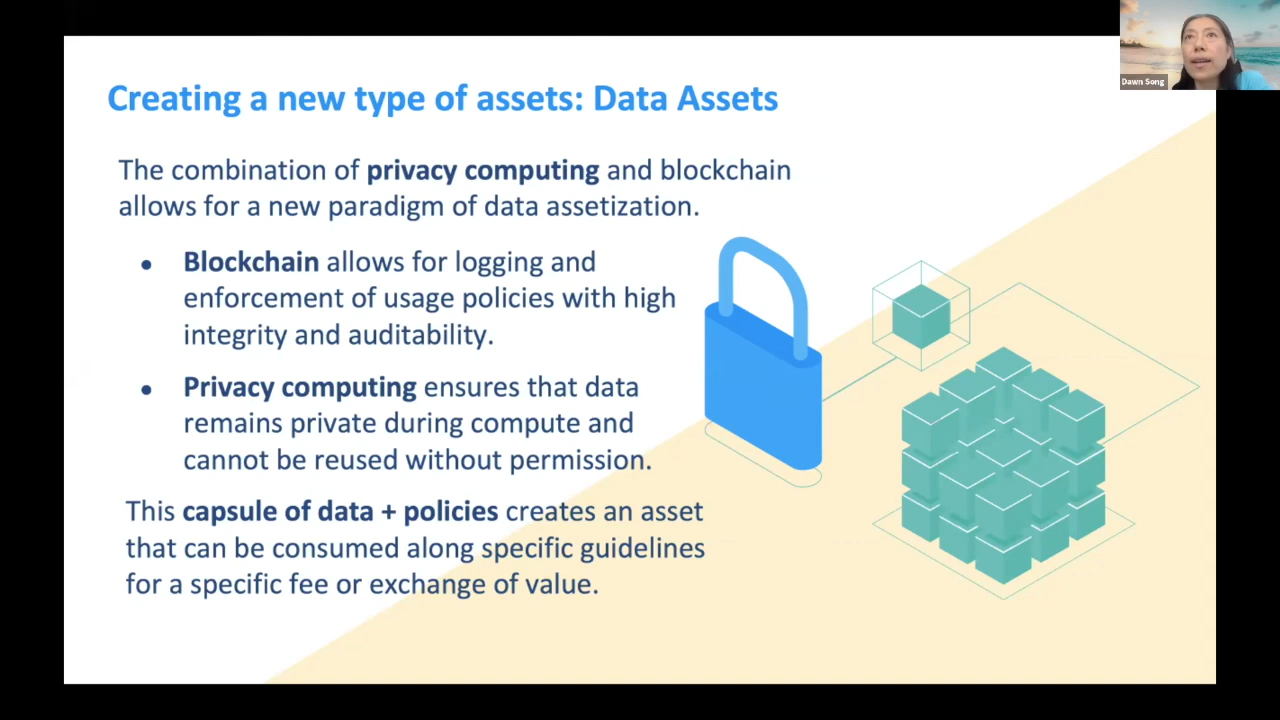 Dawn Song
Creating a new type of assets: Data Assets
The combination of privacy computing and blockchain
allows for a new paradigm of data assetization.
• Blockchain allows for logging and
enforcement of usage policies with high
integrity and auditability.
• Privacy computing ensures that data
remains private during compute and
cannot be reused without permission.
This capsule of data + policies creates an asset
that can be consumed along specific guidelines
for a specific fee or exchange of value.